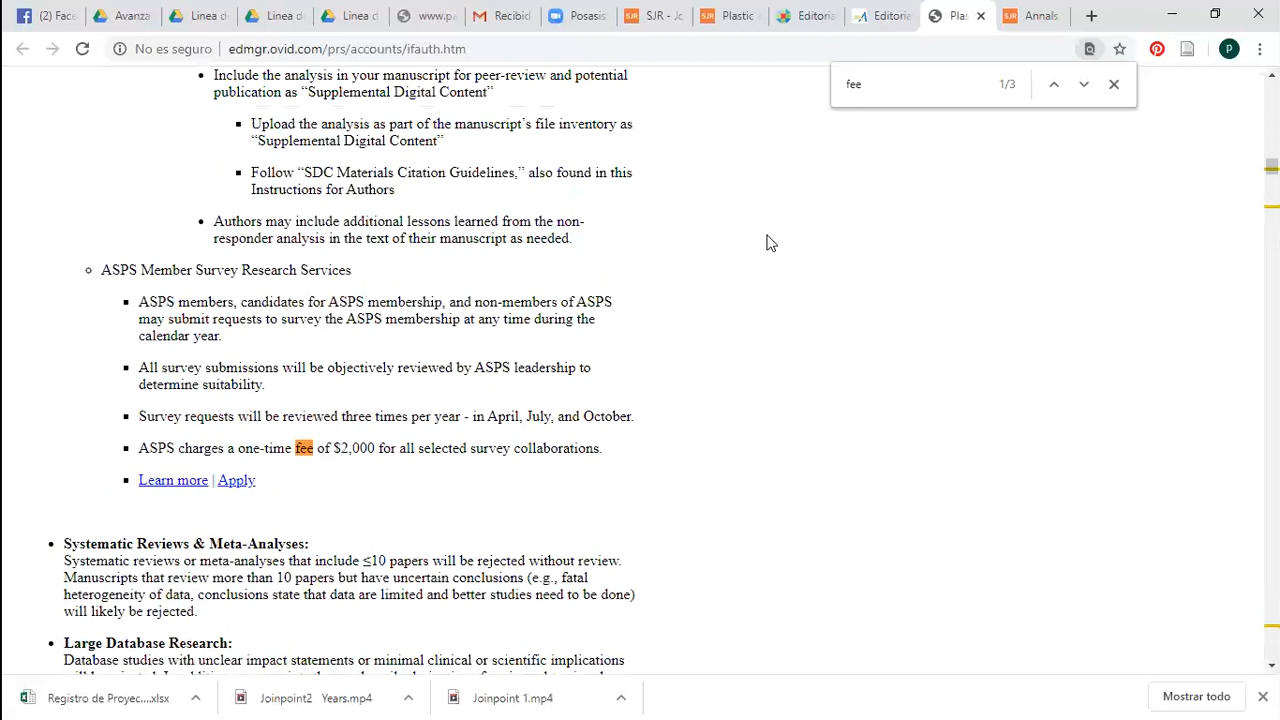 (2) Face
Avanza
Línea d
Línea de
Línea d
www.pa
Recibid
Posasis
SJR - Jo
Plastic a
Editoria
Editoria
Plas
Annals
No es seguro | edmgr.ovid.com/prs/accounts/ifauth.htm
P
fee 1/3
• Include the analysis in your manuscript for peer-review and potential
publication as “Supplemental Digital Content”
▪ Upload the analysis as part of the manuscript’s file inventory as
“Supplemental Digital Content”
▪ Follow “SDC Materials Citation Guidelines,” also found in this
Instructions for Authors
• Authors may include additional lessons learned from the non-
responder analysis in the text of their manuscript as needed.
○ ASPS Member Survey Research Services
▪ ASPS members, candidates for ASPS membership, and non-members of ASPS
may submit requests to survey the ASPS membership at any time during the
calendar year.
▪ All survey submissions will be objectively reviewed by ASPS leadership to
determine suitability.
▪ Survey requests will be reviewed three times per year - in April, July, and October.
▪ ASPS charges a one-time fee of $2,000 for all selected survey collaborations.
▪ Learn more | Apply
• Systematic Reviews & Meta-Analyses:
Systematic reviews or meta-analyses that include ≤10 papers will be rejected without review.
Manuscripts that review more than 10 papers but have uncertain conclusions (e.g., fatal
heterogeneity of data, conclusions state that data are limited and better studies need to be done)
will likely be rejected.
• Large Database Research:
Database studies with unclear impact statements or minimal clinical or scientific implications
Registro de Proyec....xlsx
Joinpoint2 Years.mp4
Joinpoint 1.mp4
Mostrar todo